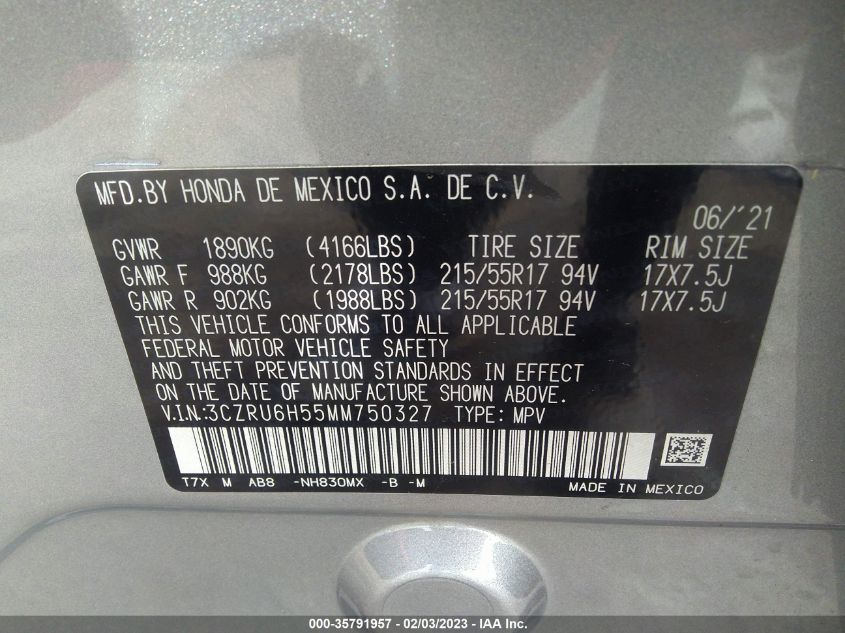 MFD.BY HONDA DE MEXICO S.A. DE C.V.
06/'21
GVWR 1890KG (4166LBS) TIRE SIZE RIM SIZE
GAWR F 988KG (2178LBS) 215/55R17 94V 17X7.5J
GAWR R 902KG (1988LBS) 215/55R17 94V 17X7.5J
THIS VEHICLE CONFORMS TO ALL APPLICABLE
FEDERAL MOTOR VEHICLE SAFETY
AND THEFT PREVENTION STANDARDS IN EFFECT
ON THE DATE OF MANUFACTURE SHOWN ABOVE.
V.I.N.:3CZRU6H55MM750327 TYPE: MPV
T7X M AB8 -NH830MX -B -M MADE IN MEXICO
000-35791957 - 02/03/2023 - IAA Inc.